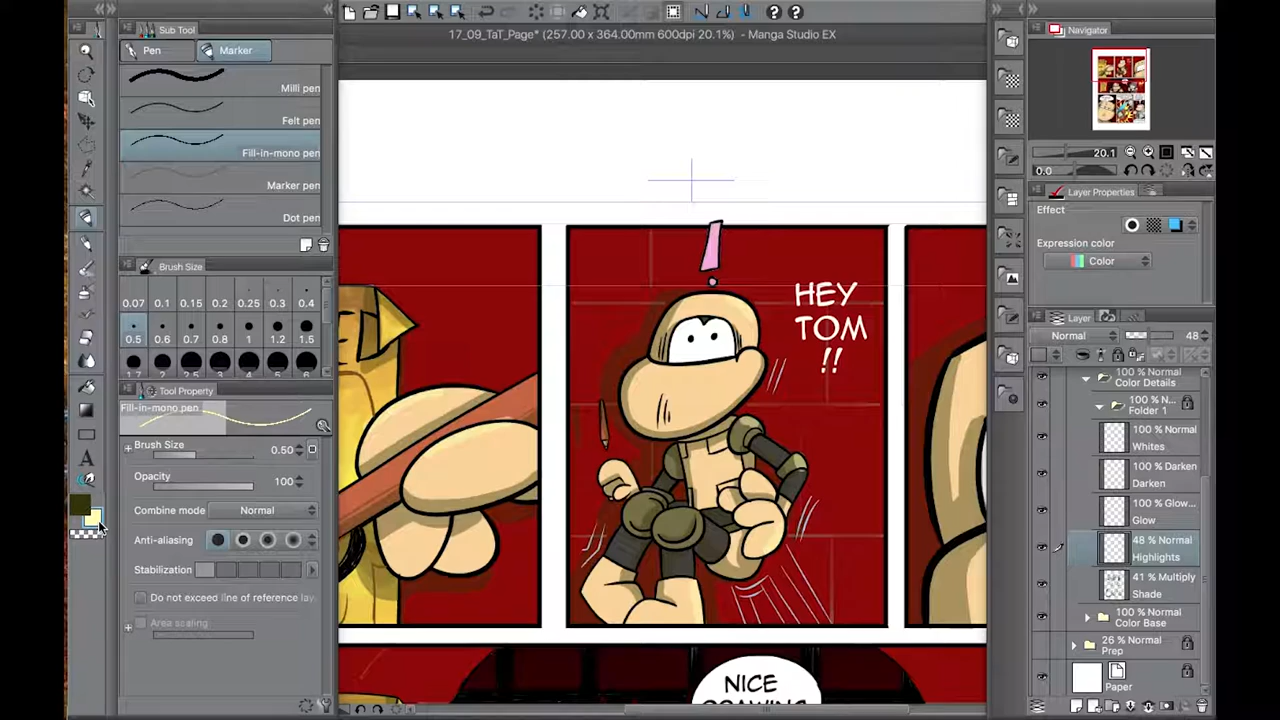 17_09_TaT_Page* (257.00 x 364.00mm 600dpi 20.1%) - Manga Studio EX
Sub Tool
Pen
Marker
Milli pen
Felt pen
Fill-in-mono pen
Marker pen
Dot pen
Brush Size
0.07 0.1 0.15 0.2 0.25 0.3 0.4
0.5 0.6 0.7 0.8 1 1.2 1.5
Tool Property
Fill-in-mono pen
Brush Size 0.50
Opacity 100
Combine mode Normal
Anti-aliasing
Stabilization
Do not exceed line of reference lay
Area scaling
HEY
TOM
!!
NICE
Navigator
20.1
0.0
Layer Properties
Effect
Expression color
Color
Layer
Normal 48
100 % Normal
Color Details
100 % N...
Folder 1
100 % Normal
Whites
100 % Darken
Darken
100 % Glow...
Glow
48 % Normal
Highlights
41 % Multiply
Shade
100 % Normal
Color Base
26 % Normal
Prep
Paper